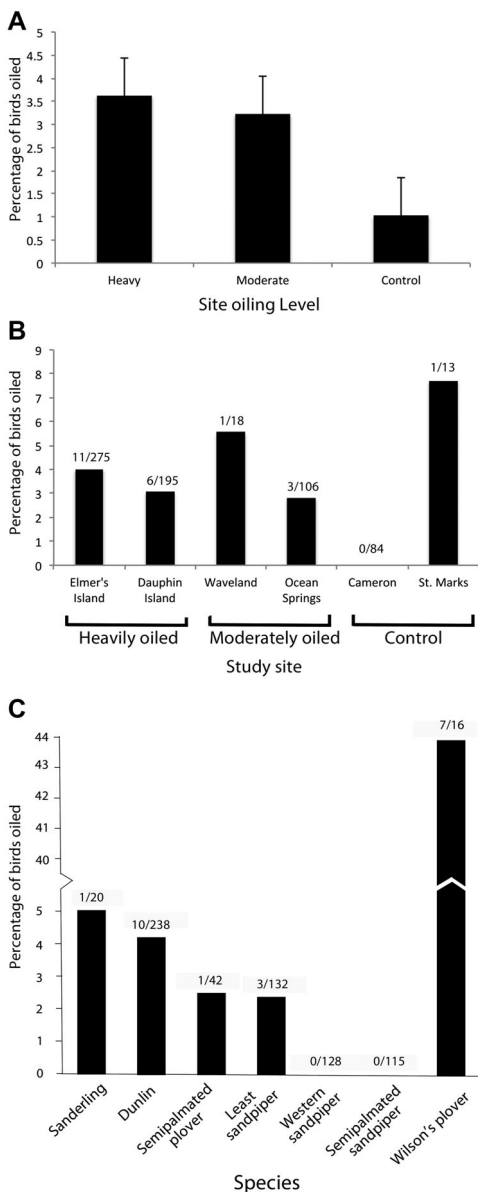 A
Percentage of birds oiled
5
4.5
4
3.5
3
2.5
2
1.5
1
0.5
0
Heavy Moderate Control
Site oiling Level
B
Percentage of birds oiled
9
8
7
6
5
4
3
2
1
0
11/275 6/195 1/18 3/106 0/84 1/13
Elmer's Dauphin Waveland Ocean Cameron St. Marks
Island Island Springs
Heavily oiled Moderately oiled Control
Study site
C
Percentage of birds oiled
44
43
42
41
40
5
4
3
2
1
0
1/20 10/238 1/42 3/132 0/128 0/115 7/16
Sanderling
Dunlin
Semipalmated
plover
Least
sandpiper
Western
sandpiper
Semipalmated
sandpiper
Wilson's plover
Species